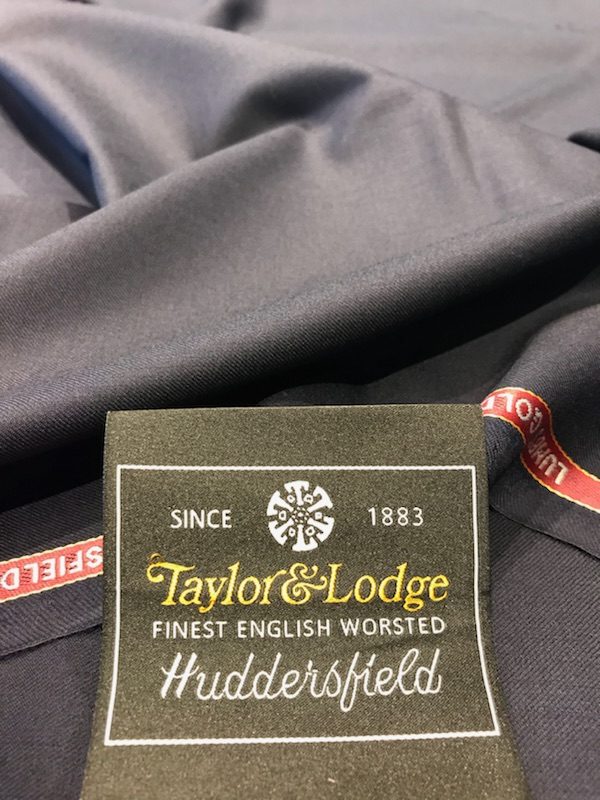 SINCE 1883
Taylor&Lodge
FINEST ENGLISH WORSTED
Huddersfield